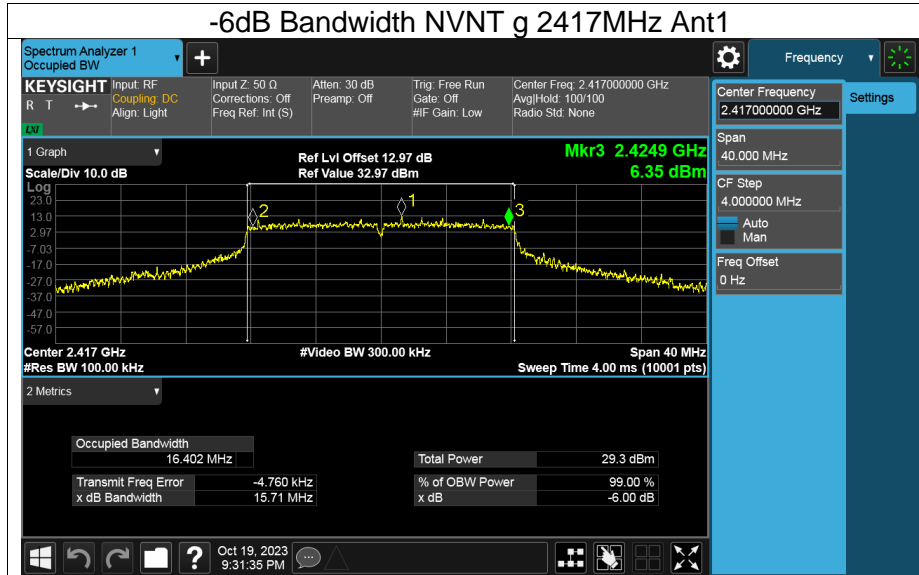 -6dB Bandwidth NVNT g 2417MHz Ant1
Spectrum Analyzer 1
Occupied BW
+
Frequency
KEYSIGHT
R T
LXI
Input: RF
Coupling: DC
Align: Light
Input Z: 50 Ω
Corrections: Off
Freq Ref: Int (S)
Atten: 30 dB
Preamp: Off
Trig: Free Run
Gate: Off
#IF Gain: Low
Center Freq: 2.417000000 GHz
Avg|Hold: 100/100
Radio Std: None
Center Frequency
2.417000000 GHz
Settings
Span
40.000 MHz
CF Step
4.000000 MHz
Auto
Man
Freq Offset
0 Hz
1 Graph
Scale/Div 10.0 dB
Ref Lvl Offset 12.97 dB
Ref Value 32.97 dBm
Mkr3 2.4249 GHz
6.35 dBm
Log
23.0
13.0
2.97
-7.03
-17.0
-27.0
-37.0
-47.0
-57.0
2
1
3
Center 2.417 GHz
#Video BW 300.00 kHz
Span 40 MHz
#Res BW 100.00 kHz
Sweep Time 4.00 ms (10001 pts)
2 Metrics
Occupied Bandwidth
16.402 MHz
Total Power 29.3 dBm
Transmit Freq Error -4.760 kHz
% of OBW Power 99.00 %
x dB Bandwidth 15.71 MHz
x dB -6.00 dB
?
Oct 19, 2023
9:31:35 PM